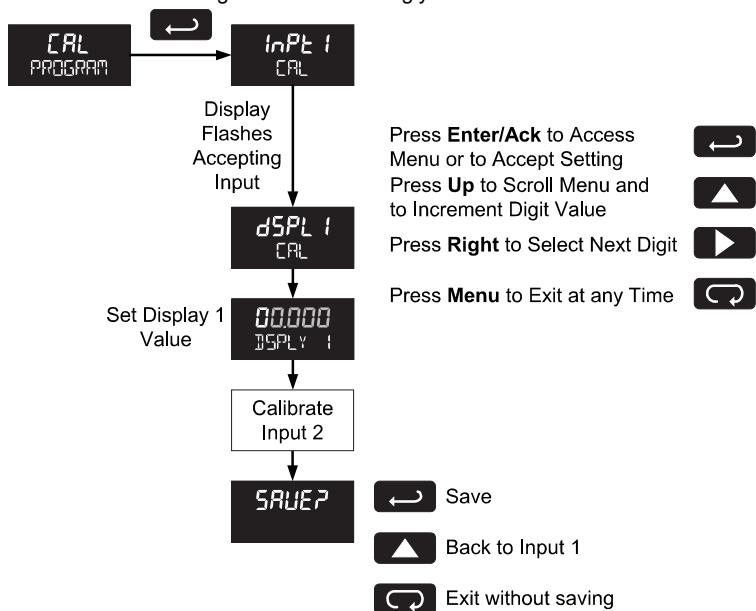 CAL
PROGRAM
InPt 1
CAL
Display
Flashes
Accepting
Input
Press Enter/Ack to Access
Menu or to Accept Setting
Press Up to Scroll Menu and
to Increment Digit Value
Press Right to Select Next Digit
Press Menu to Exit at any Time
dSPL 1
CAL
Set Display 1
Value
00.000
DSPLY 1
Calibrate
Input 2
SAVE?
Save
Back to Input 1
Exit without saving